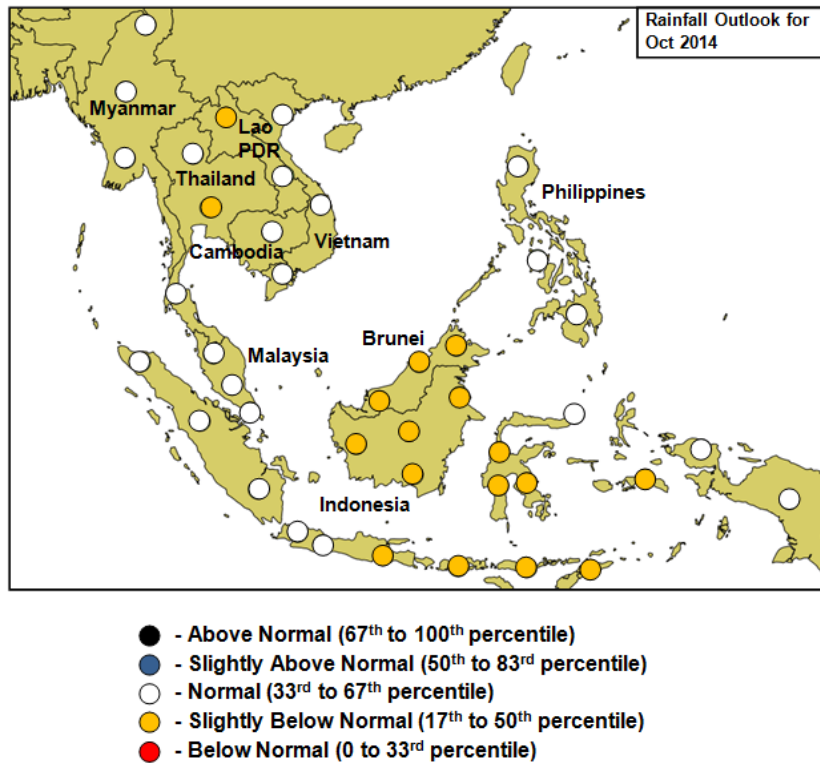 Rainfall Outlook for
Oct 2014
Myanmar
Lao
PDR
Thailand
Philippines
Cambodia
Vietnam
Brunei
Malaysia
Indonesia
- Above Normal (67th to 100th percentile)
- Slightly Above Normal (50th to 83rd percentile)
- Normal (33rd to 67th percentile)
- Slightly Below Normal (17th to 50th percentile)
- Below Normal (0 to 33rd percentile)